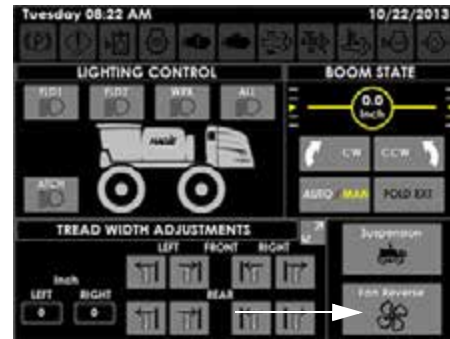 Tuesday 08:22 AM 10/22/2013
(P) (!)
LIGHTING CONTROL
FLD1 FLD2 WRK ALL
HAGIE
ATCH
BOOM STATE
0.0
Inch
CW CCW
AUTO / MAN FOLD EXT
TREAD WIDTH ADJUSTMENTS
LEFT FRONT RIGHT
Inch
LEFT RIGHT
REAR
0 0
Suspension
Fan Reverse